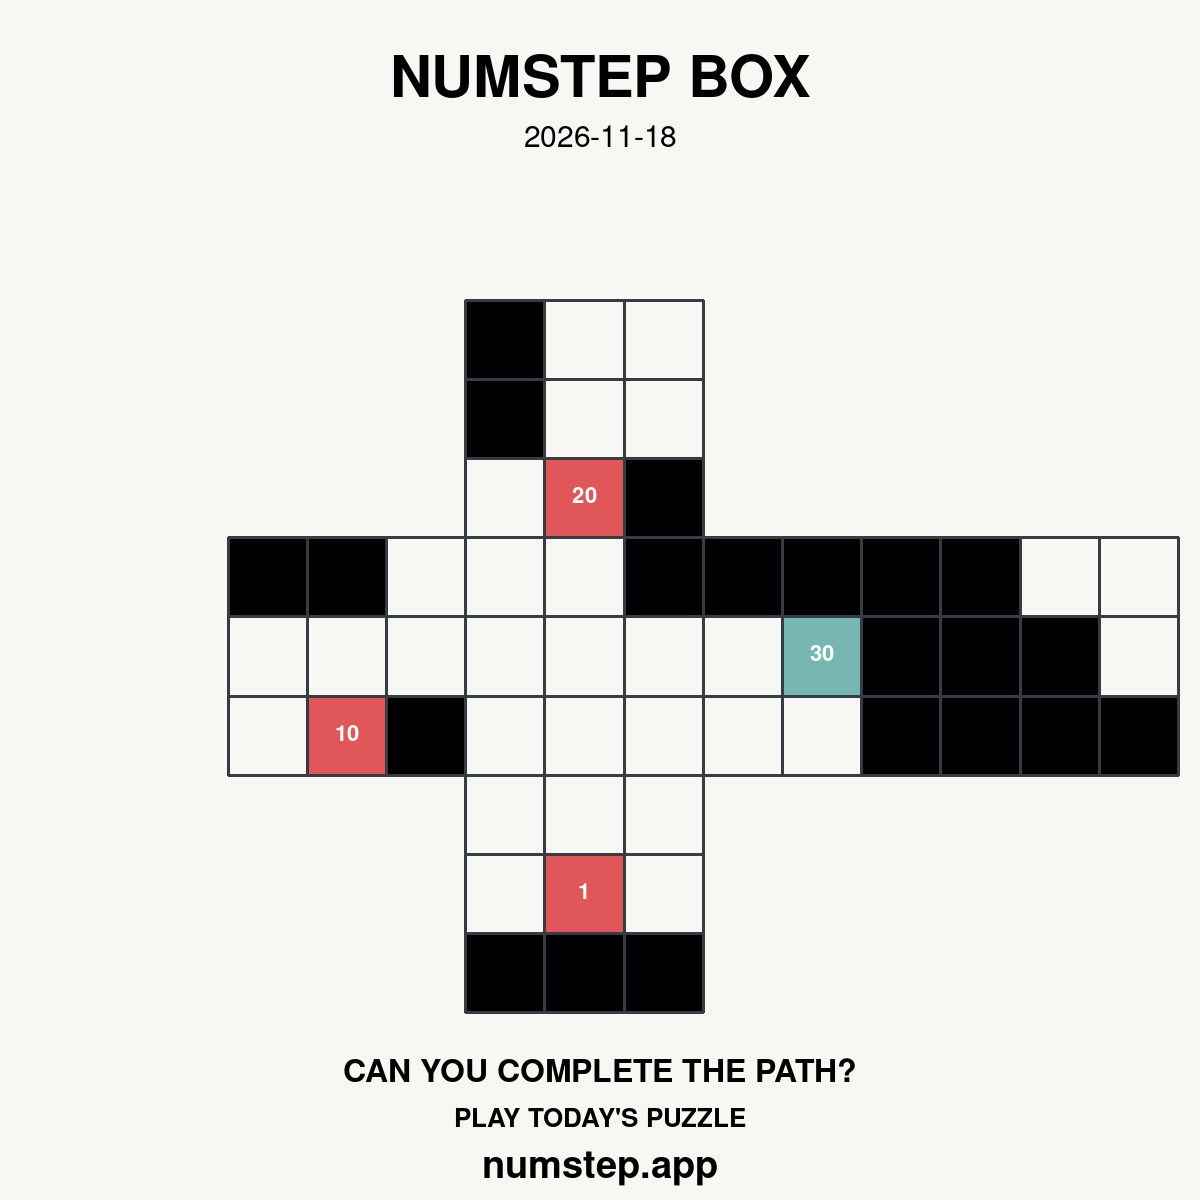 NUMSTEP BOX
2026-11-18
20
30
10
1
CAN YOU COMPLETE THE PATH?
PLAY TODAY'S PUZZLE
numstep.app